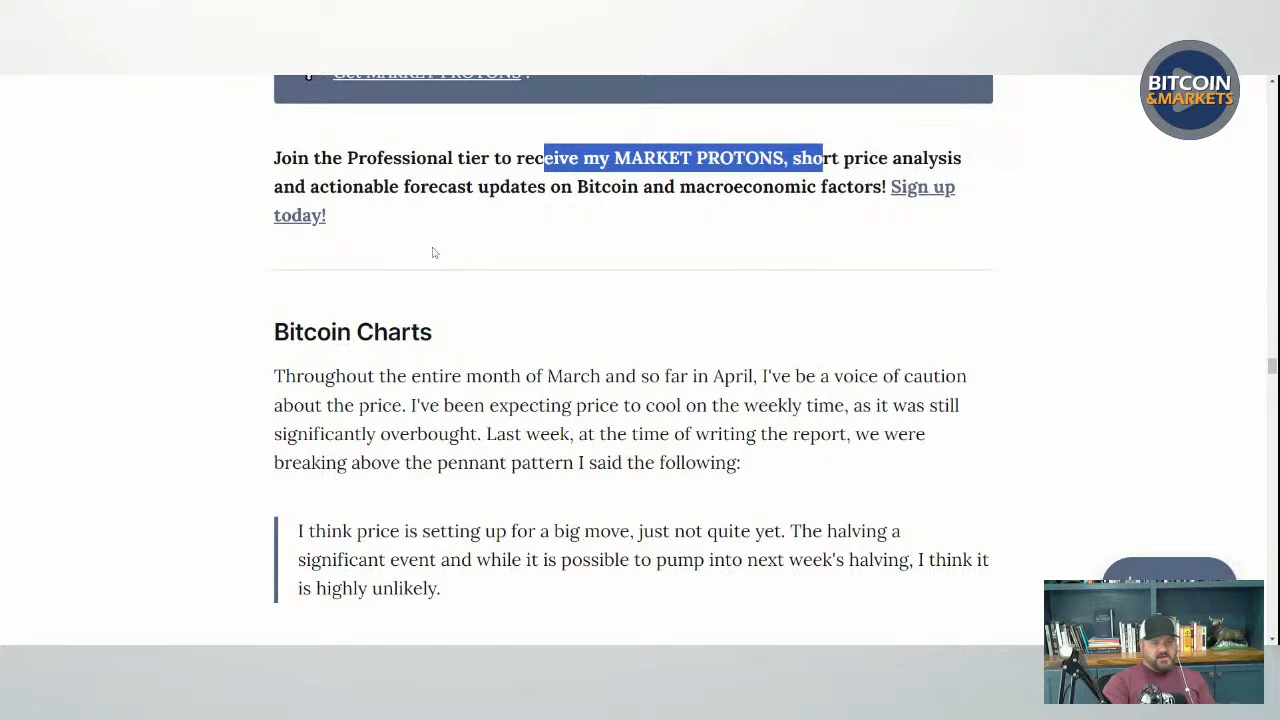 BITCOIN
&MARKETS
Get MARKET PROTONS .
Join the Professional tier to receive my MARKET PROTONS, short price analysis
and actionable forecast updates on Bitcoin and macroeconomic factors! Sign up
today!
Bitcoin Charts
Throughout the entire month of March and so far in April, I've be a voice of caution
about the price. I've been expecting price to cool on the weekly time, as it was still
significantly overbought. Last week, at the time of writing the report, we were
breaking above the pennant pattern I said the following:
I think price is setting up for a big move, just not quite yet. The halving a
significant event and while it is possible to pump into next week's halving, I think it
is highly unlikely.